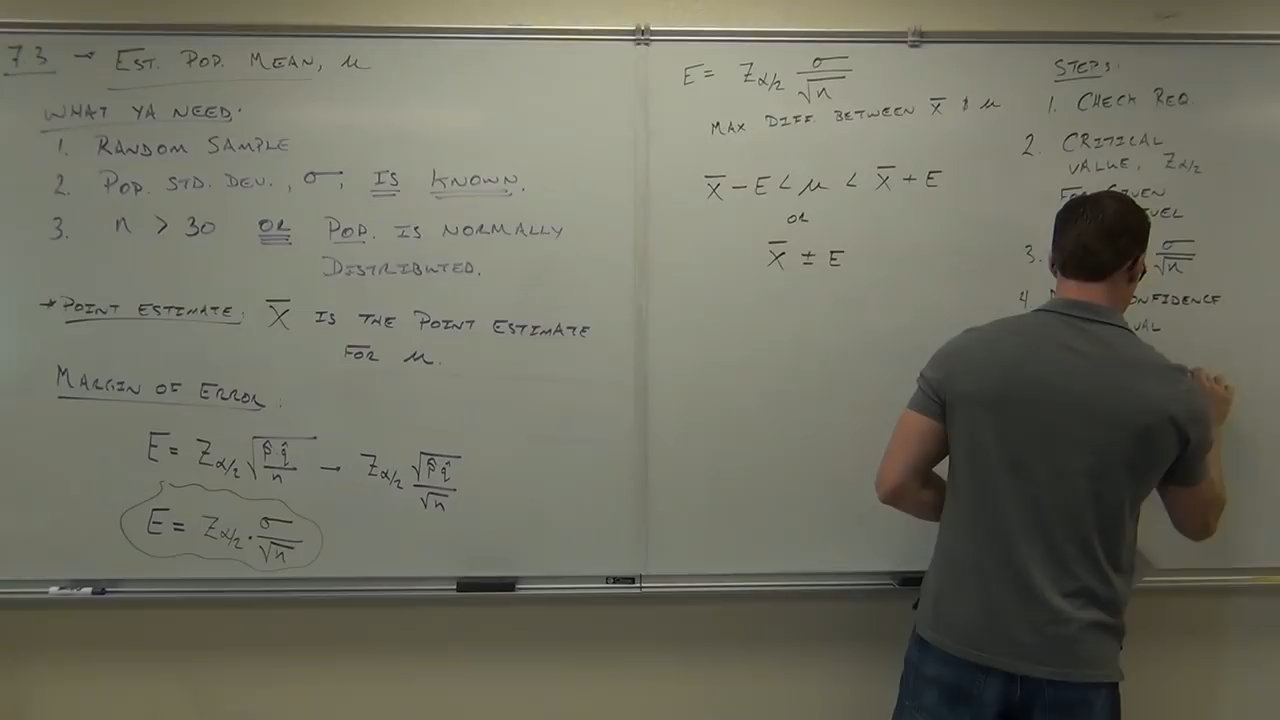 7.3 → EST. POP. MEAN, μ
WHAT YA NEED:
1. RANDOM SAMPLE
2. POP. STD. DEV., σ, IS KNOWN.
3. n > 30 OR POP. IS NORMALLY
DISTRIBUTED.
→ POINT ESTIMATE: x̄ IS THE POINT ESTIMATE
FOR μ.
MARGIN OF ERROR:
E = Zα/2 √(p̂ q̂ / n) → Zα/2 √(p̂ q̂) / √n
E = Zα/2 · σ/√n
E = Zα/2 σ/√n
MAX DIFF BETWEEN x̄ & μ
x̄ - E < μ < x̄ + E
OR
x̄ ± E
STEPS:
1. CHECK REQ.
2. CRITICAL
VALUE, Zα/2
3. σ/√n
4.